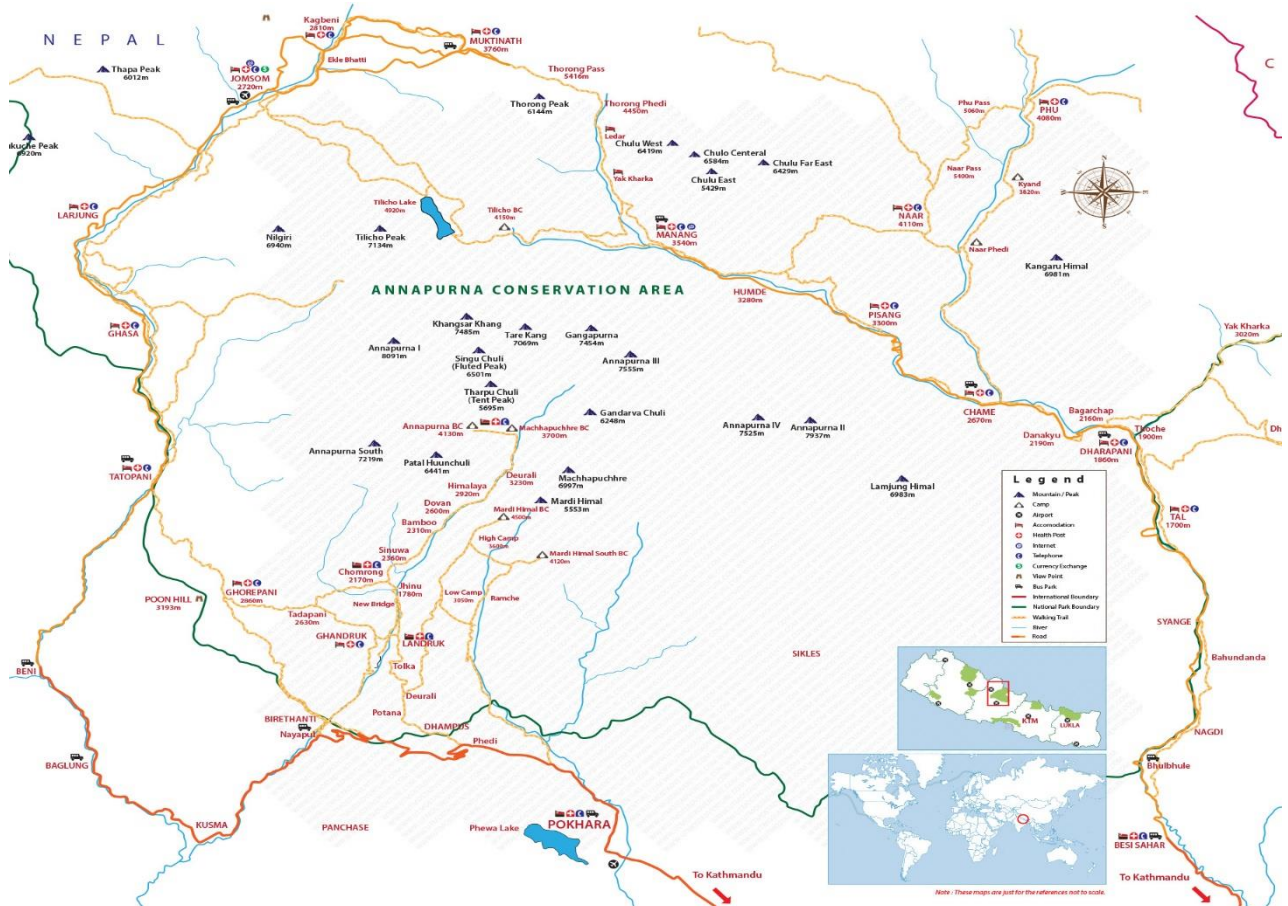 NEPAL
Thapa Peak
6012m
Kagbeni
2810m
Ekle Bhatti
MUKTINATH
3760m
JOMSOM
2720m
Thorong Pass
5416m
Thorong Peak
6144m
Thorong Phedi
4450m
Ledar
Chulu West
6419m
Chulo Centeral
6584m
Chulu Far East
6429m
Chulu East
5429m
Yak Kharka
Phu Pass
5060m
PHU
4080m
C
ukuche Peak
6920m
Naar Pass
5400m
Kyand
3820m
LARJUNG
Nilgiri
6940m
Tilicho Lake
4920m
Tilicho Peak
7134m
Tilicho BC
4150m
MANANG
3540m
NAAR
4110m
Naar Phedi
Kangaru Himal
6981m
ANNAPURNA CONSERVATION AREA
HUMDE
3280m
PISANG
3300m
GHASA
Khangsar Khang
7485m
Tare Kang
7069m
Gangapurna
7454m
Annapurna I
8091m
Singu Chuli
(Fluted Peak)
6501m
Annapurna III
7555m
Tharpu Chuli
(Tent Peak)
5695m
Yak Kharka
3020m
Annapurna BC
4130m
Machhapuchhre BC
3700m
Gandarva Chuli
6248m
Annapurna IV
7525m
Annapurna II
7937m
CHAME
2670m
Bagarchap
2160m
Danakyu
2190m
Thoche
1900m
Dh
DHARAPANI
1860m
Annapurna South
7219m
Patal Huunchuli
6441m
TATOPANI
Himalaya
2920m
Deurali
3230m
Machhapuchhre
6997m
Lamjung Himal
6983m
Dovan
2600m
Mardi Himal
5553m
Mardi Himal BC
4500m
Bamboo
2310m
High Camp
Mardi Himal South BC
4120m
TAL
1700m
Sinuwa
2360m
Chomrong
2170m
Jhinu
1780m
Low Camp
Ramche
New Bridge
GHOREPANI
2860m
POON HILL
3193m
Tadapani
2630m
GHANDRUK
LANDRUK
Tolka
Deurali
Potana
DHAMPUS
Phedi
BIRETHANTI
Nayapul
BENI
BAGLUNG
KUSMA
PANCHASE
Phewa Lake
POKHARA
To Kathmandu
SIKLES
SYANGE
Bahundanda
NAGDI
Bhulbhule
BESI SAHAR
To Kathmandu
Legend
Mountain / Peak
Camp
Airport
Accomodation
Health Post
Internet
Telephone
Currency Exchange
View Point
Bus Park
International Boundary
National Park Boundary
Walking Trail
River
Road
KTM
LUKLA
Note : These maps are just for the references not to scale.